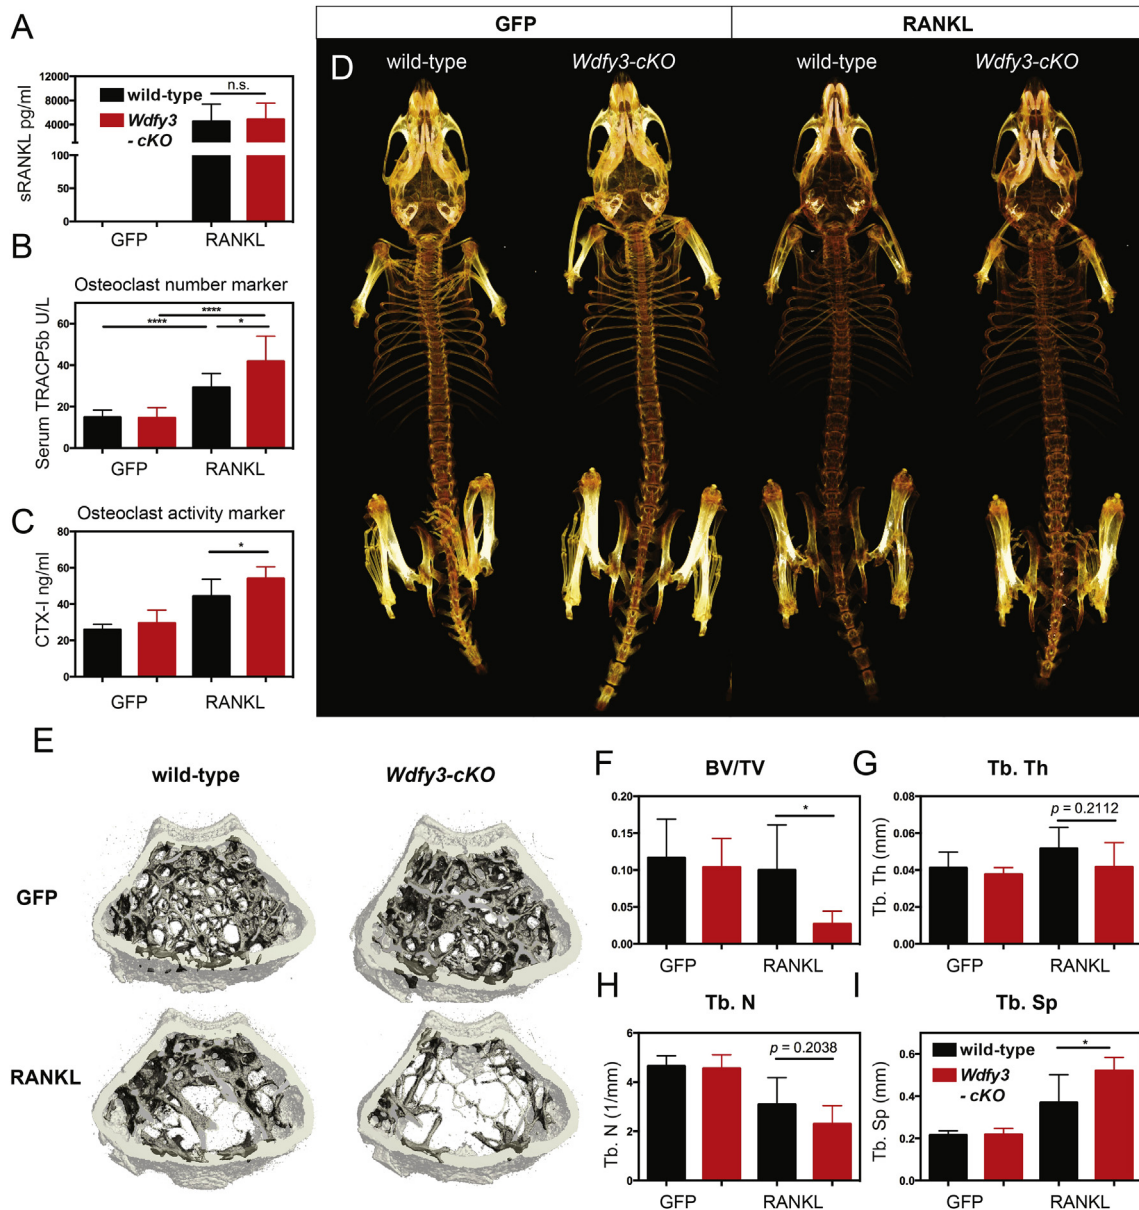 A
sRANKL pg/ml
12000
8000
4000
100
50
0
n.s.
wild-type
Wdfy3
- cKO
GFP RANKL
B
Osteoclast number marker
Serum TRACP5b U/L
60
40
20
0
****
****
*
GFP RANKL
C
Osteoclast activity marker
CTX-I ng/ml
80
60
40
20
0
*
GFP RANKL
GFP RANKL
D
wild-type Wdfy3-cKO wild-type Wdfy3-cKO
E
wild-type Wdfy3-cKO
GFP
RANKL
F
BV/TV
0.20
0.15
0.10
0.05
0.00
*
GFP RANKL
G
Tb. Th
Tb. Th (mm)
0.08
0.06
0.04
0.02
0.00
p = 0.2112
GFP RANKL
H
Tb. N
Tb. N (1/mm)
6
4
2
0
p = 0.2038
GFP RANKL
I
Tb. Sp
Tb. Sp (mm)
0.6
0.4
0.2
0.0
wild-type
Wdfy3
- cKO
*
GFP RANKL